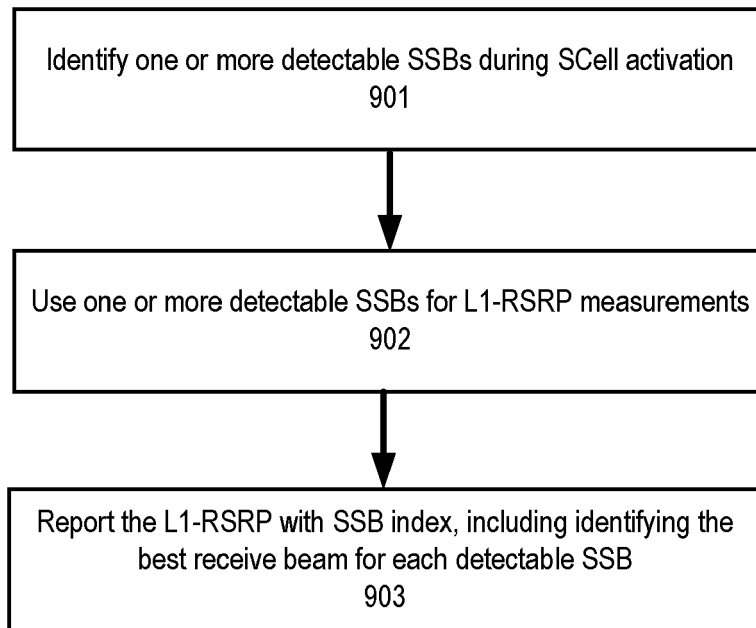 Identify one or more detectable SSBs during SCell activation
901
Use one or more detectable SSBs for L1-RSRP measurements
902
Report the L1-RSRP with SSB index, including identifying the
best receive beam for each detectable SSB
903